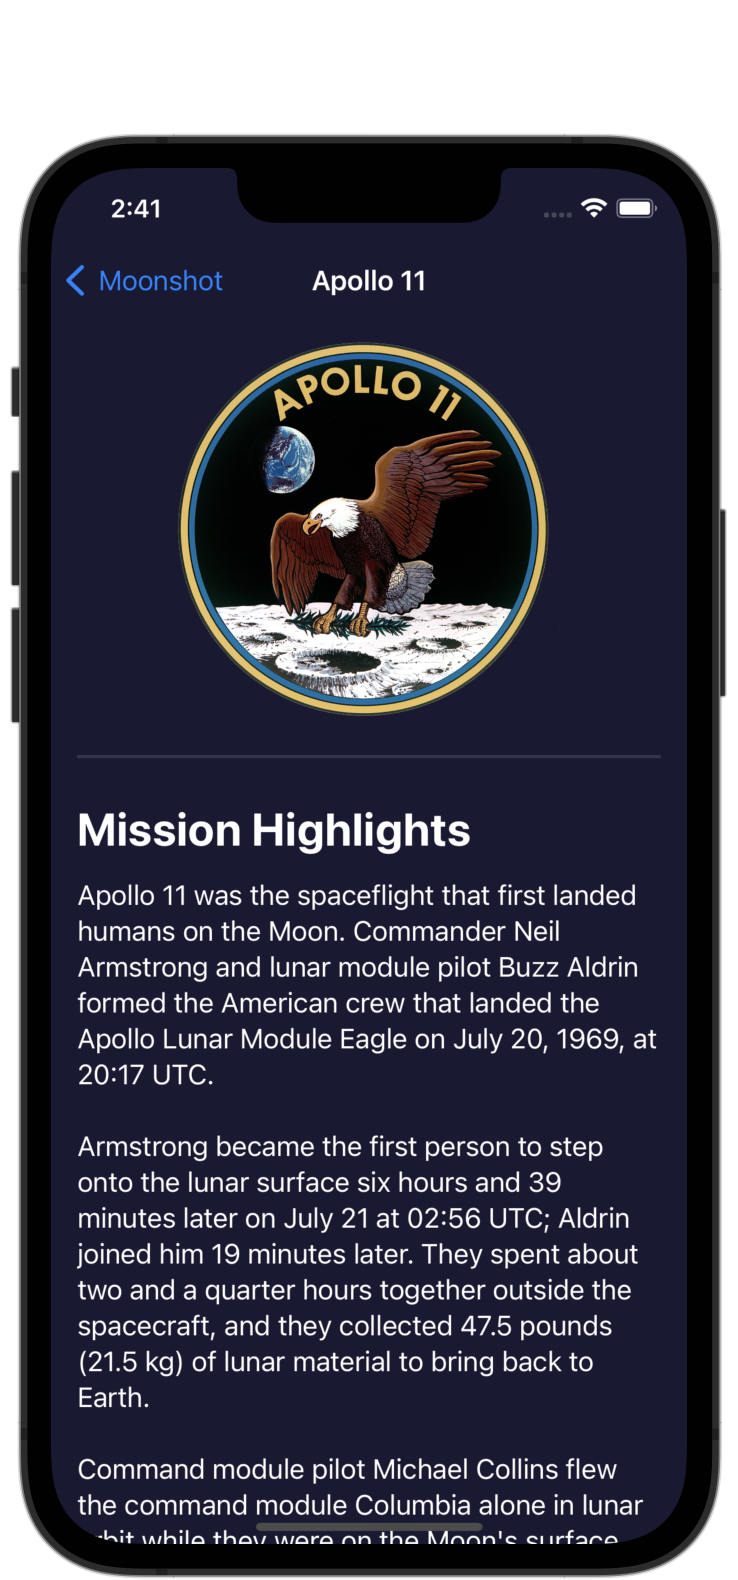 2:41
Moonshot
Apollo 11
APOLLO 11
Mission Highlights
Apollo 11 was the spaceflight that first landed
humans on the Moon. Commander Neil
Armstrong and lunar module pilot Buzz Aldrin
formed the American crew that landed the
Apollo Lunar Module Eagle on July 20, 1969, at
20:17 UTC.
Armstrong became the first person to step
onto the lunar surface six hours and 39
minutes later on July 21 at 02:56 UTC; Aldrin
joined him 19 minutes later. They spent about
two and a quarter hours together outside the
spacecraft, and they collected 47.5 pounds
(21.5 kg) of lunar material to bring back to
Earth.
Command module pilot Michael Collins flew
the command module Columbia alone in lunar
orbit while they were on the Moon's surface